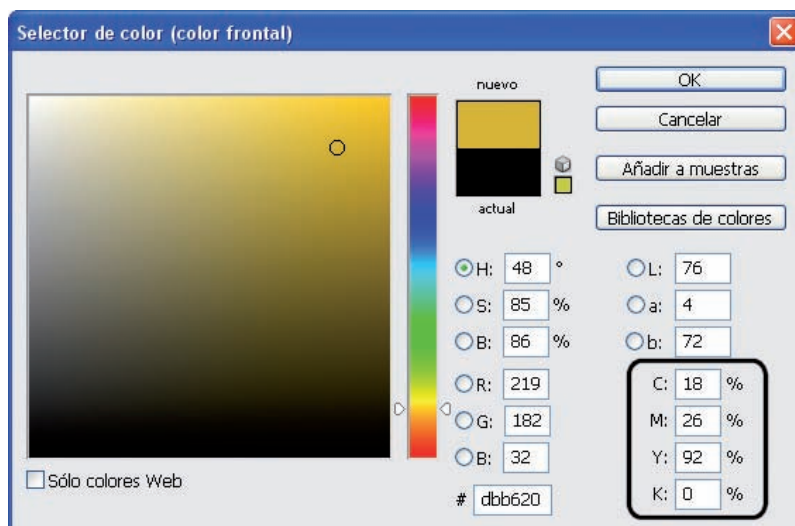 Selector de color (color frontal)
nuevo
actual
OK
Cancelar
Añadir a muestras
Bibliotecas de colores
H: 48 °
S: 85 %
B: 86 %
R: 219
G: 182
B: 32
# dbb620
L: 76
a: 4
b: 72
C: 18 %
M: 26 %
Y: 92 %
K: 0 %
Sólo colores Web